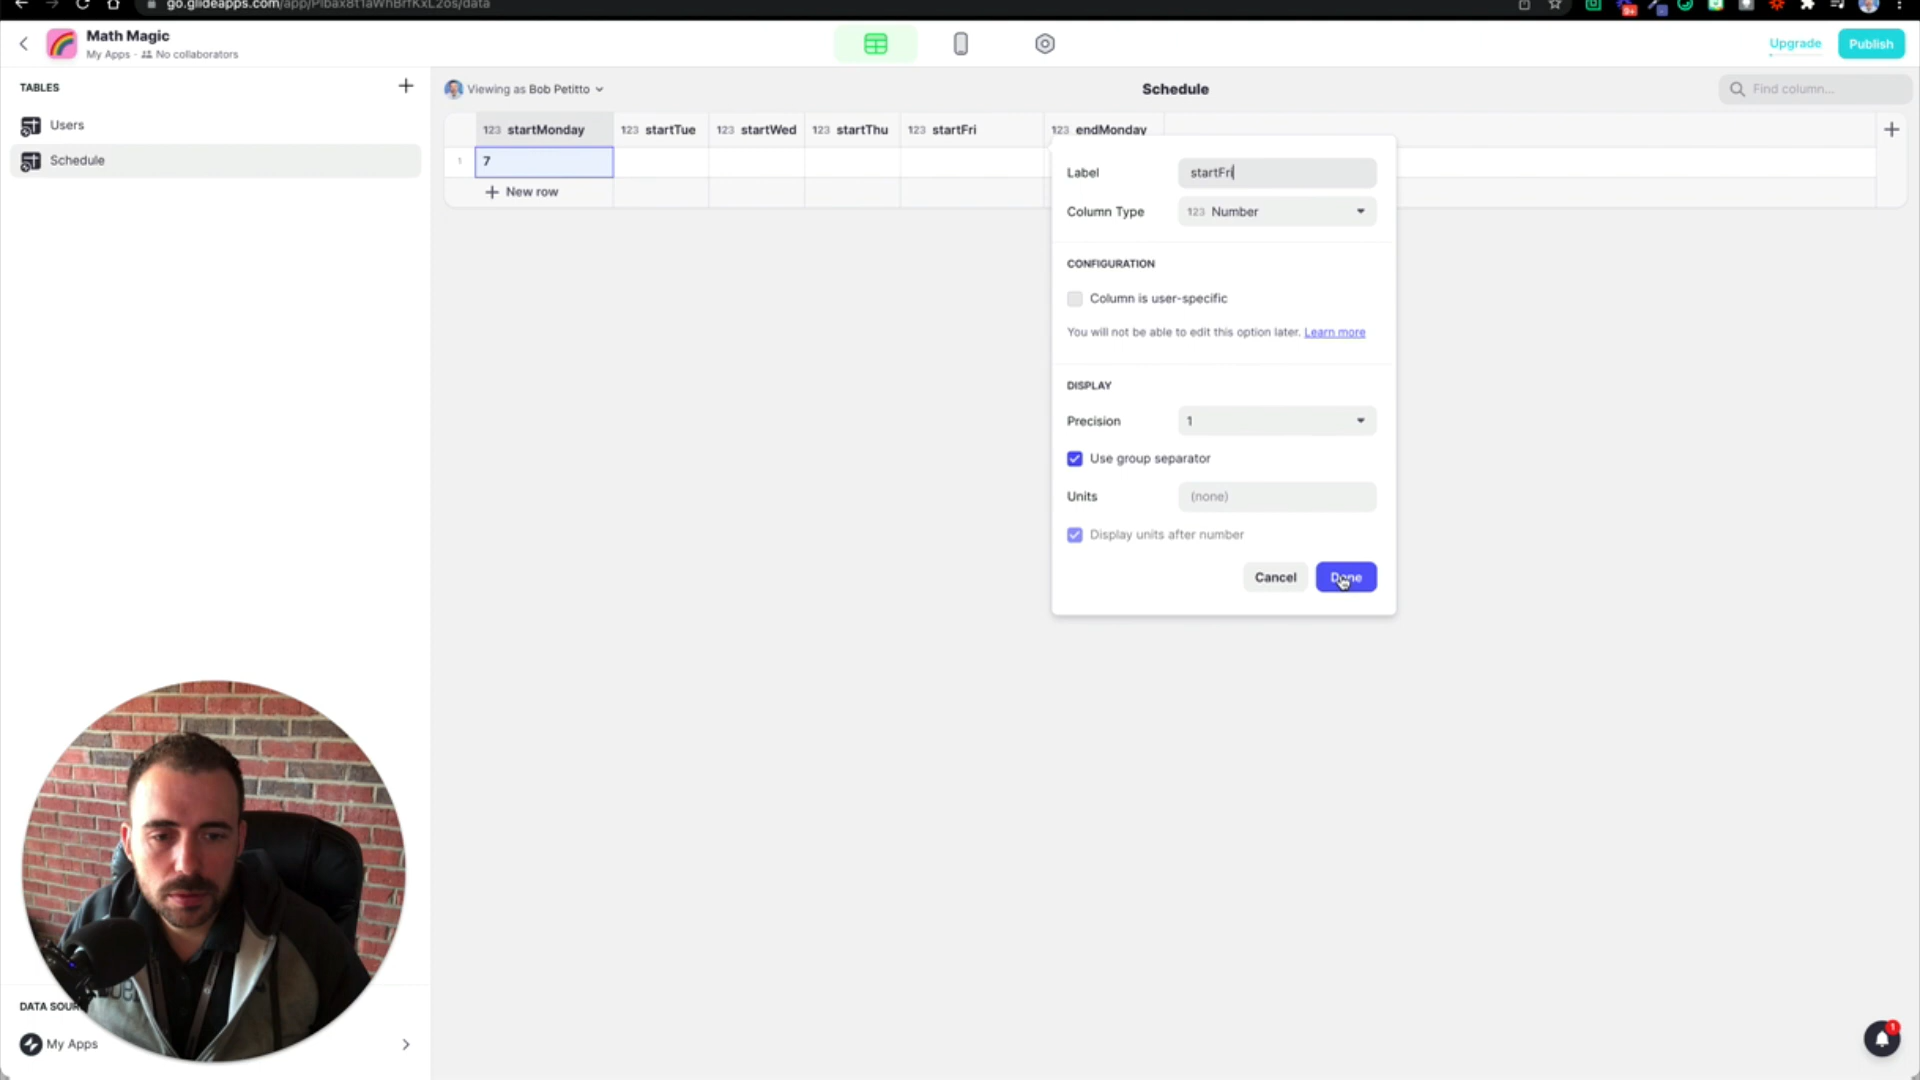 go.glideapps.com/app/PIbax8t1aWhBrfKxL2os/data
9+
Math Magic
My Apps - No collaborators
Upgrade
Publish
TABLES
Users
Schedule
Viewing as Bob Petitto
Schedule
Find column...
123 startMonday
123 startTue
123 startWed
123 startThu
123 startFri
123 endMonday
1
7
New row
Label
startFri
Column Type
123 Number
CONFIGURATION
Column is user-specific
You will not be able to edit this option later. Learn more
DISPLAY
Precision
1
Use group separator
Units
(none)
Display units after number
Cancel
Done
DATA SOUR
My Apps
1